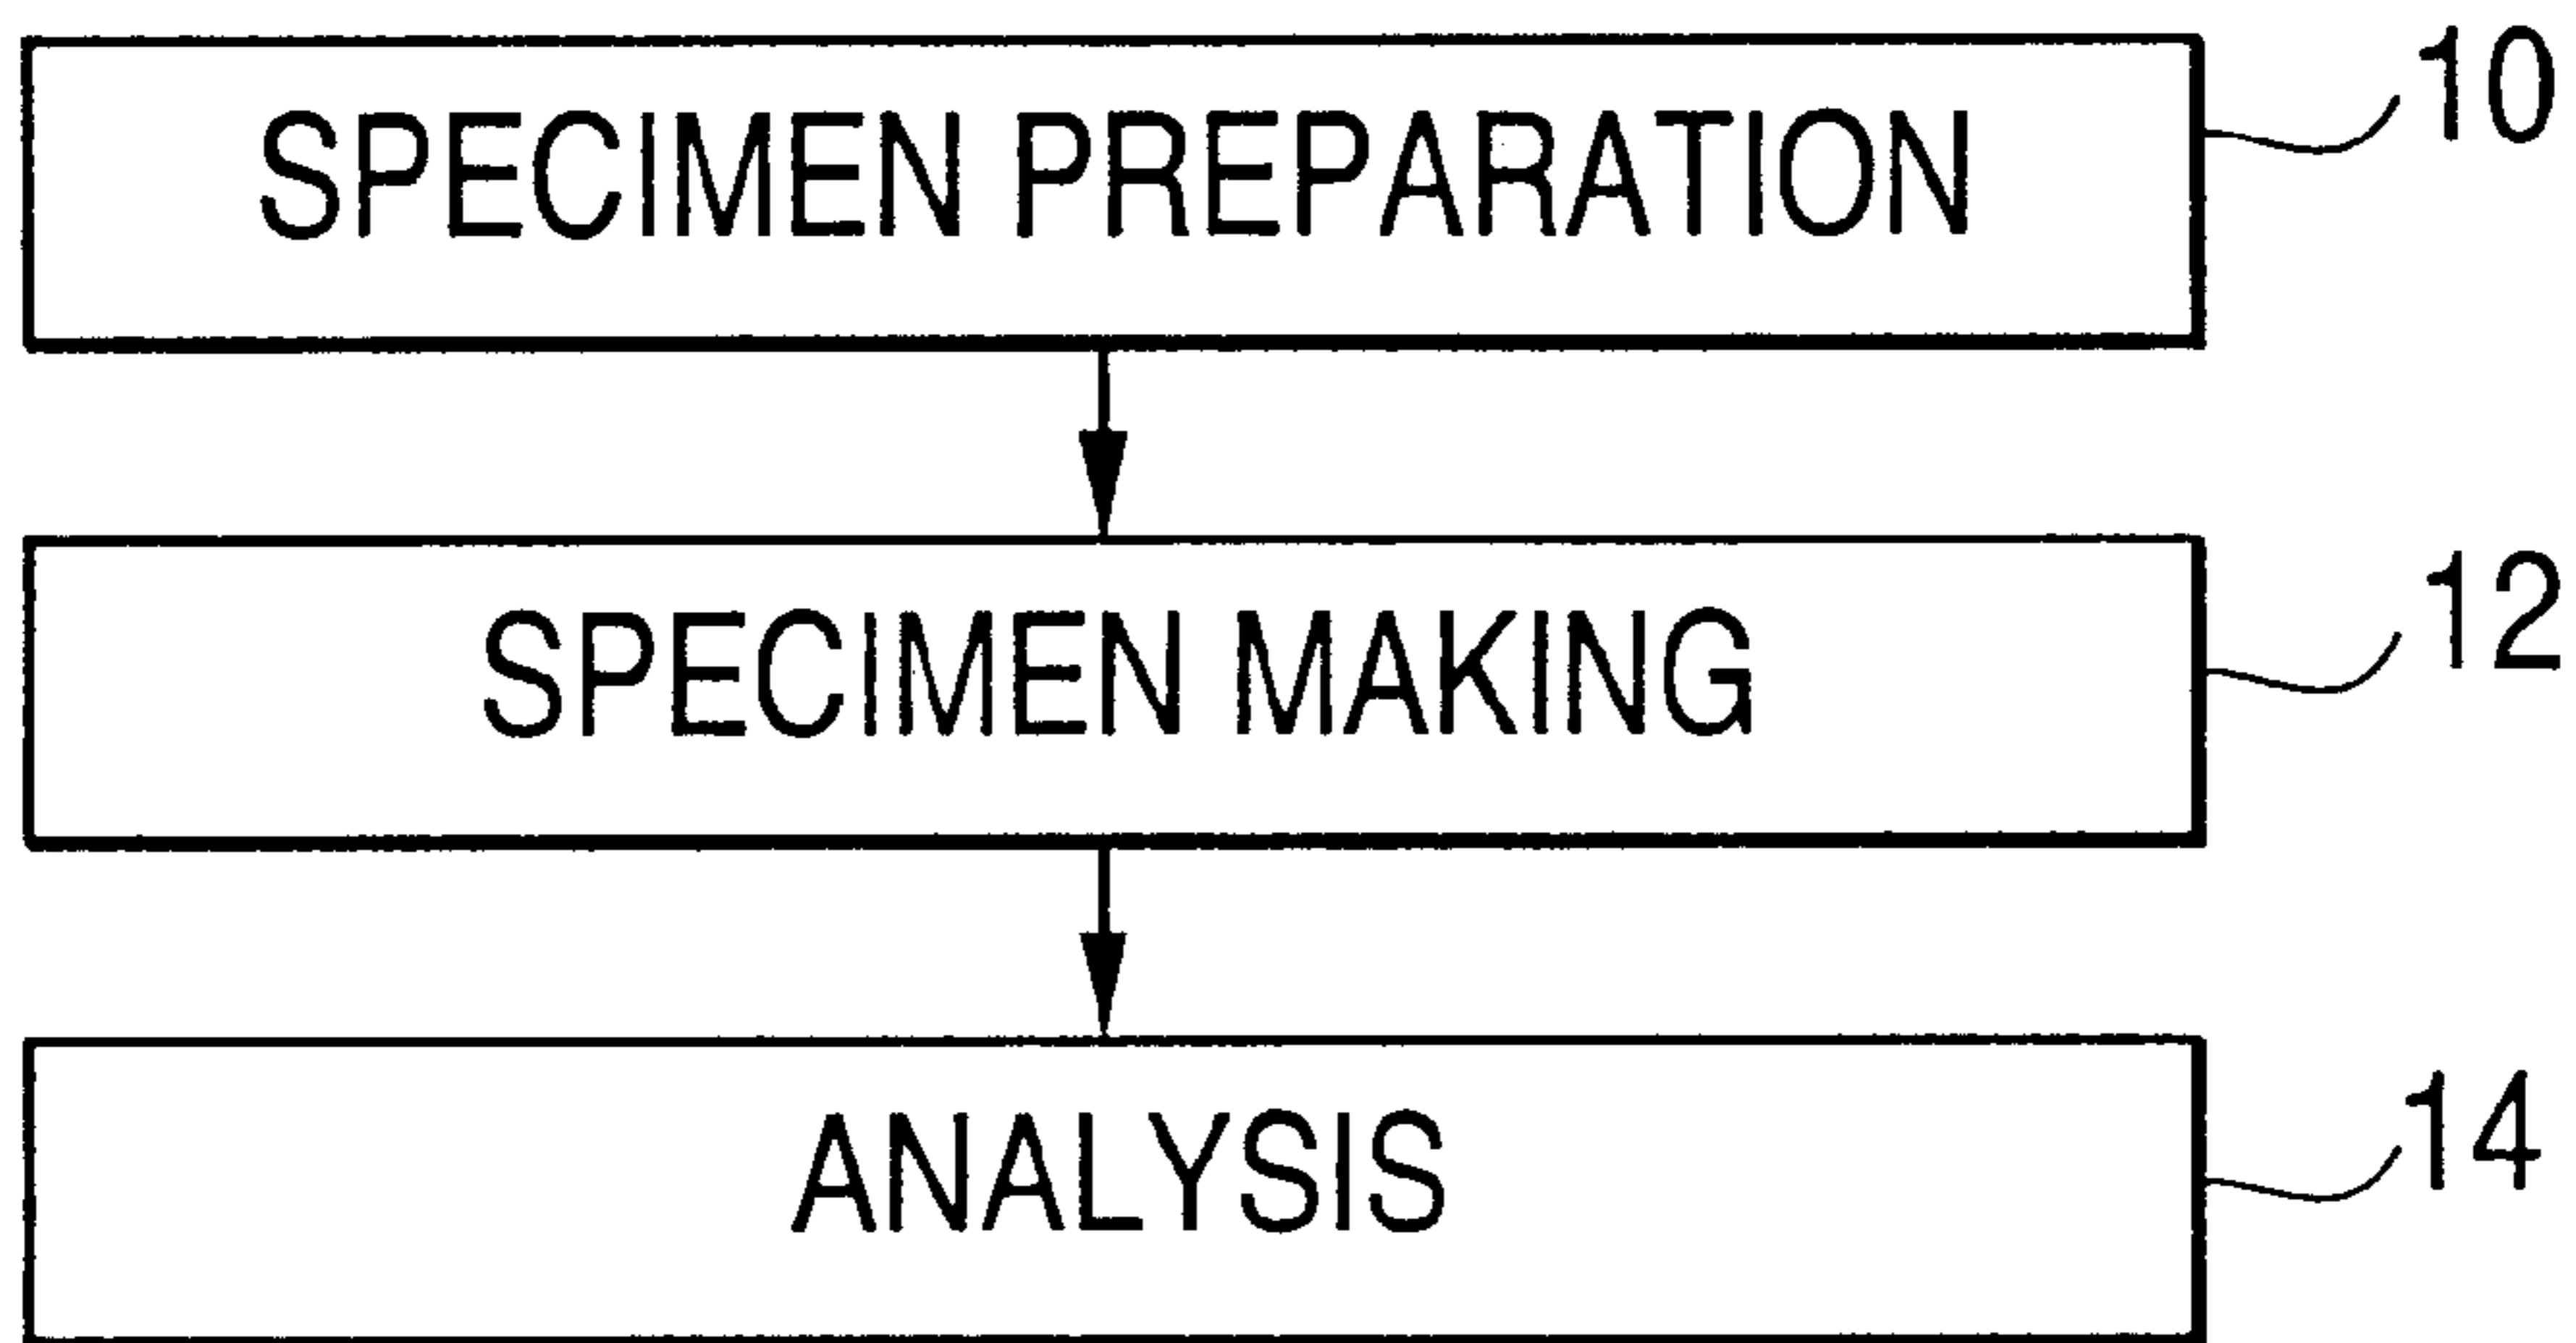 SPECIMEN PREPARATION
10
SPECIMEN MAKING
12
ANALYSIS
14